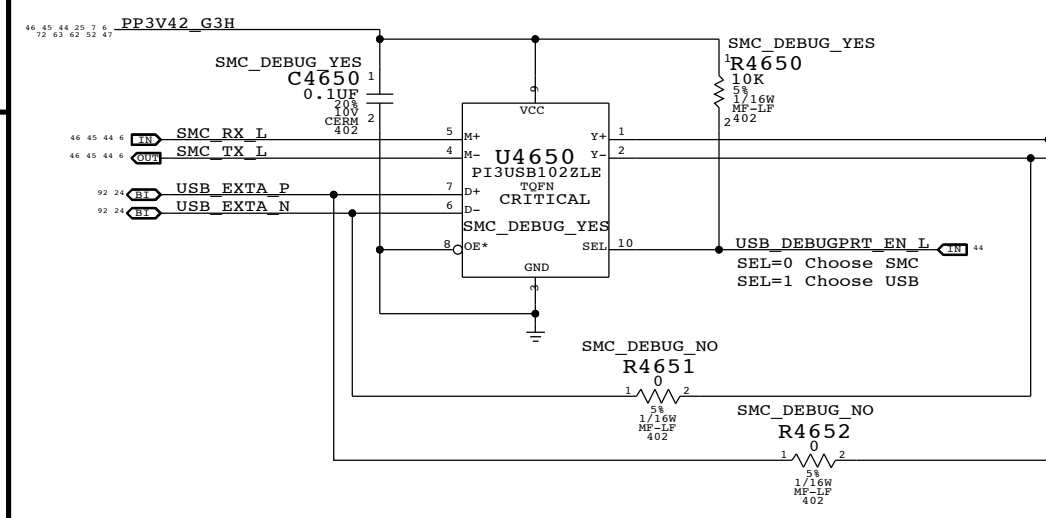 46 45 44 25 7 6
72 63 62 52 47
PP3V42_G3H
SMC_DEBUG_YES
C4650
0.1UF
20%
10V
CERM
402
1
2
SMC_DEBUG_YES
R4650
10K
5%
1/16W
MF-LF
402
1
2
46 45 44 6 IN SMC_RX_L
46 45 44 6 OUT SMC_TX_L
92 24 BI USB_EXTA_P
92 24 BI USB_EXTA_N
9
VCC
5 M+
4 M-
7 D+
6 D-
8 OE*
Y+ 1
Y- 2
SEL 10
U4650
PI3USB102ZLE
TQFN
CRITICAL
SMC_DEBUG_YES
GND
3
USB_DEBUGPRT_EN_L IN 44
SEL=0 Choose SMC
SEL=1 Choose USB
SMC_DEBUG_NO
R4651
0
1 2
5%
1/16W
MF-LF
402
SMC_DEBUG_NO
R4652
0
1 2
5%
1/16W
MF-LF
402